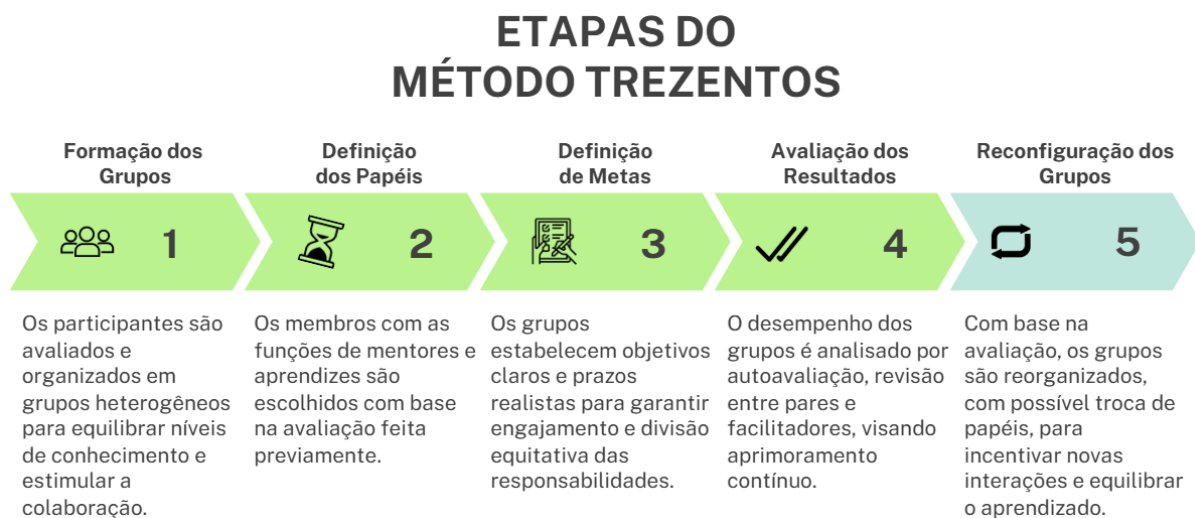 ETAPAS DO
MÉTODO TREZENTOS
Formação dos
Grupos
1
Os participantes são
avaliados e
organizados em
grupos heterogêneos
para equilibrar níveis
de conhecimento e
estimular a
colaboração.
Definição
dos Papéis
2
Os membros com as
funções de mentores e
aprendizes são
escolhidos com base
na avaliação feita
previamente.
Definição
de Metas
3
Os grupos
estabelecem objetivos
claros e prazos
realistas para garantir
engajamento e divisão
equitativa das
responsabilidades.
Avaliação dos
Resultados
4
O desempenho dos
grupos é analisado por
autoavaliação, revisão
entre pares e
facilitadores, visando
aprimoramento
contínuo.
Reconfiguração dos
Grupos
5
Com base na
avaliação, os grupos
são reorganizados,
com possível troca de
papéis, para
incentivar novas
interações e equilibrar
o aprendizado.